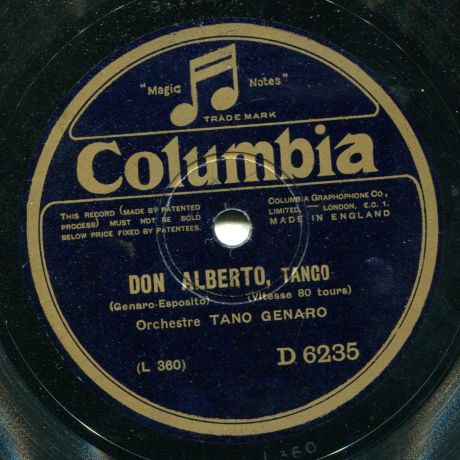 "Magic Notes"
TRADE MARK
Columbia
THIS RECORD (MADE BY PATENTED
PROCESS) MUST NOT BE SOLD
BELOW PRICE FIXED BY PATENTEES.
COLUMBIA GRAPHOPHONE CO.,
LIMITED, — LONDON, E.C. 1.
MADE IN ENGLAND
DON ALBERTO, TANGO
(Genaro-Esposito) (Vitesse 80 tours)
Orchestre TANO GENARO
(L 360) D 6235
L 360